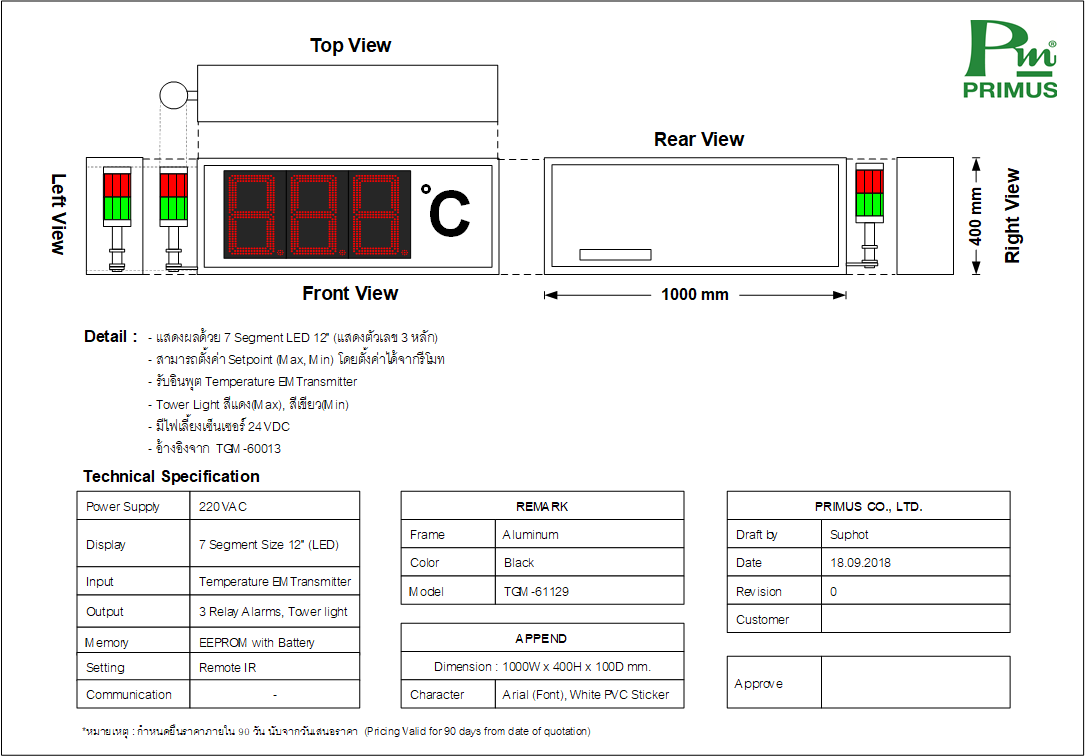 Top View
Pm®
PRIMUS
Rear View
Left View
°C
400 mm
Right View
Front View
1000 mm
Detail :
- แสดงผลด้วย 7 Segment LED 12" (แสดงตัวเลข 3 หลัก)
- สามารถตั้งค่า Setpoint (Max, Min) โดยตั้งค่าได้จากรีโมท
- รับอินพุต Temperature EM Transmitter
- Tower Light สีแดง(Max), สีเขียว(Min)
- มีไฟเลี้ยงเซ็นเซอร์ 24 VDC
- อ้างอิงจาก TGM-60013
Technical Specification
Power Supply 220 VAC
Display 7 Segment Size 12" (LED)
Input Temperature EM Transmitter
Output 3 Relay Alarms, Tower light
Memory EEPROM with Battery
Setting Remote IR
Communication -
REMARK
Frame Aluminum
Color Black
Model TGM-61129
APPEND
Dimension : 1000W x 400H x 100D mm.
Character Arial (Font), White PVC Sticker
PRIMUS CO., LTD.
Draft by Suphot
Date 18.09.2018
Revision 0
Customer
Approve
*หมายเหตุ : กำหนดยืนราคาภายใน 90 วัน นับจากวันเสนอราคา (Pricing Valid for 90 days from date of quotation)